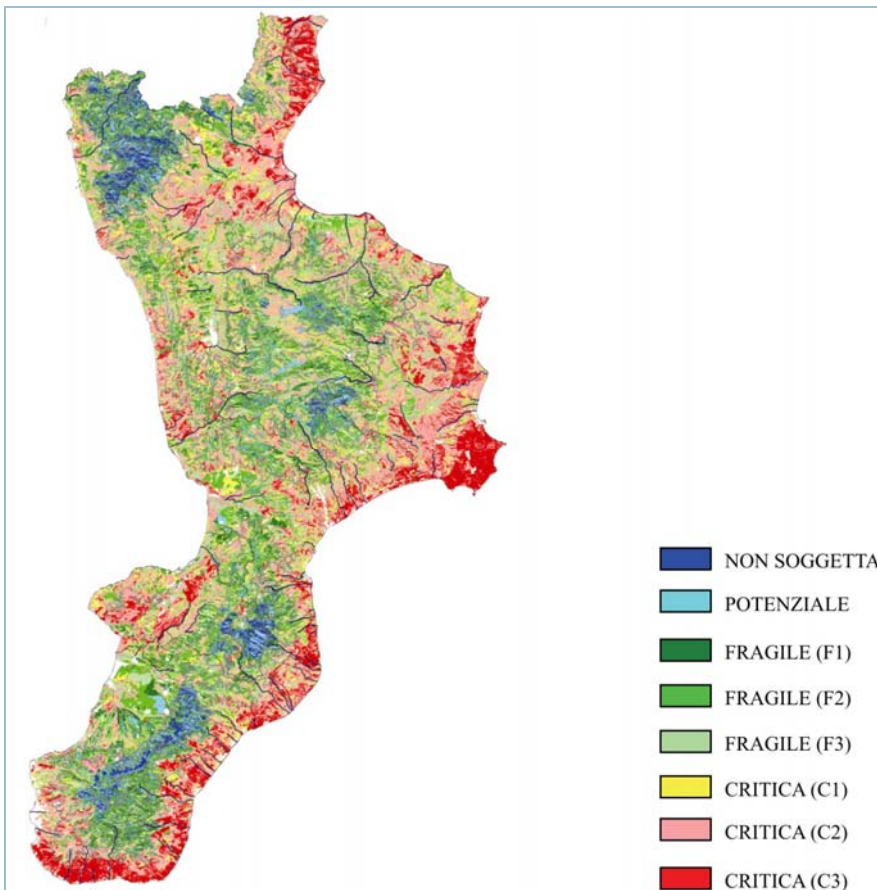 NON SOGGETTA
POTENZIALE
FRAGILE (F1)
FRAGILE (F2)
FRAGILE (F3)
CRITICA (C1)
CRITICA (C2)
CRITICA (C3)